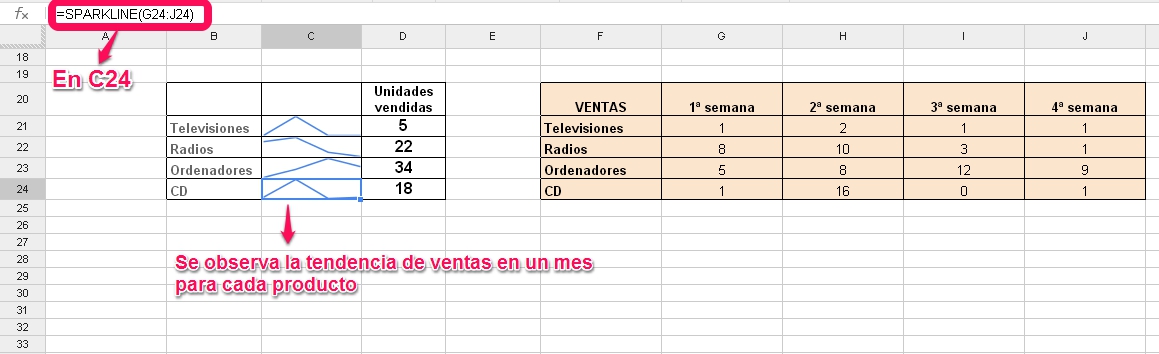 fx =SPARKLINE(G24:J24)
A B C D E F G H I J
18
En C24
19
20 Unidades vendidas VENTAS 1ª semana 2ª semana 3ª semana 4ª semana
21 Televisiones 5 Televisiones 1 2 1 1
22 Radios 22 Radios 8 10 3 1
23 Ordenadores 34 Ordenadores 5 8 12 9
24 CD 18 CD 1 16 0 1
25
26
27
Se observa la tendencia de ventas en un mes
28
para cada producto
29
30
31
32
33